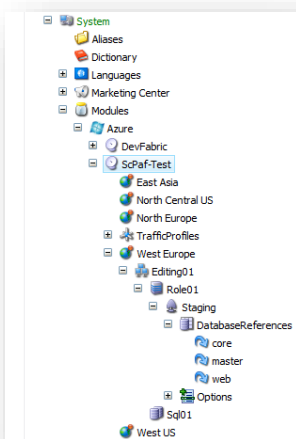 System
Aliases
Dictionary
Languages
Marketing Center
Modules
Azure
DevFabric
ScPaf-Test
East Asia
North Central US
North Europe
TrafficProfiles
West Europe
Editing01
Role01
Staging
DatabaseReferences
core
master
web
Options
Sql01
West US